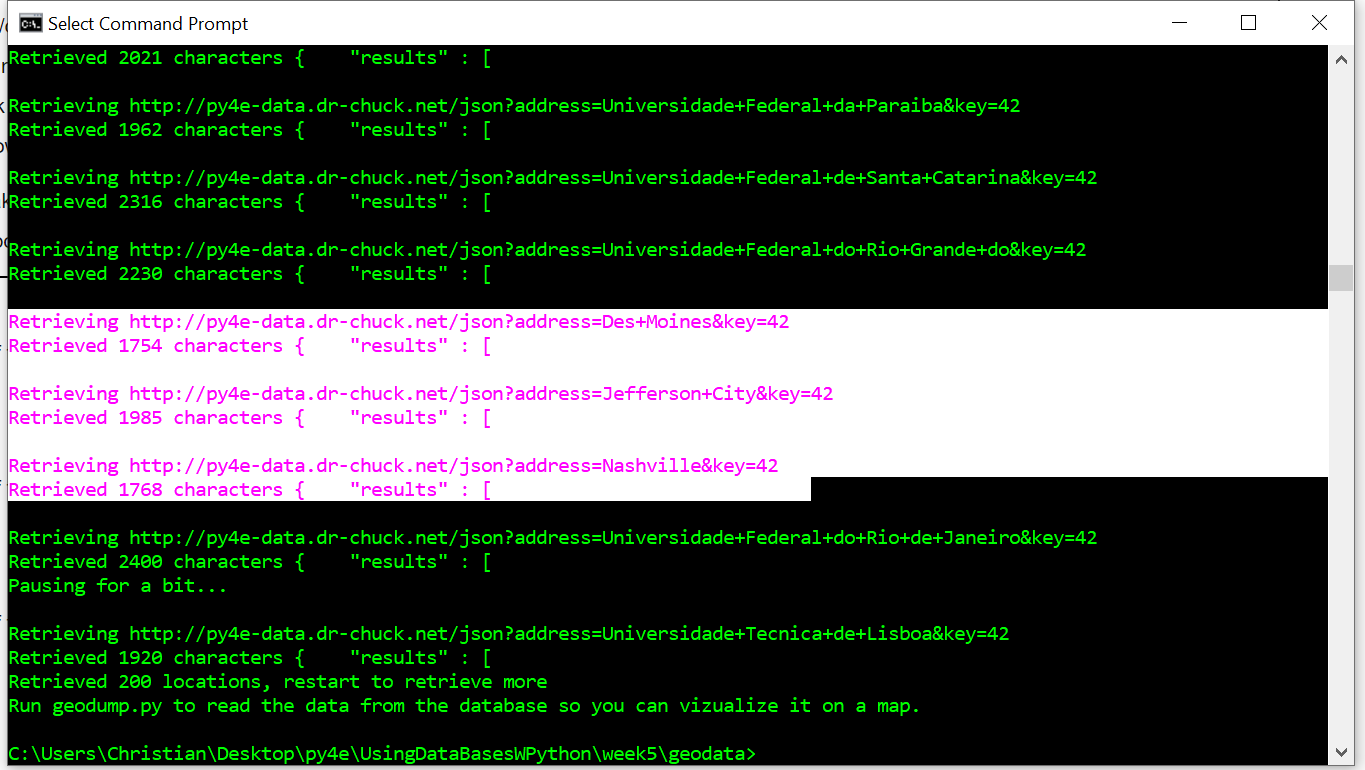 Select Command Prompt
Retrieved 2021 characters {    "results" : [
Retrieving http://py4e-data.dr-chuck.net/json?address=Universidade+Federal+da+Paraiba&key=42
Retrieved 1962 characters {    "results" : [
Retrieving http://py4e-data.dr-chuck.net/json?address=Universidade+Federal+de+Santa+Catarina&key=42
Retrieved 2316 characters {    "results" : [
Retrieving http://py4e-data.dr-chuck.net/json?address=Universidade+Federal+do+Rio+Grande+do&key=42
Retrieved 2230 characters {    "results" : [
Retrieving http://py4e-data.dr-chuck.net/json?address=Des+Moines&key=42
Retrieved 1754 characters {    "results" : [
Retrieving http://py4e-data.dr-chuck.net/json?address=Jefferson+City&key=42
Retrieved 1985 characters {    "results" : [
Retrieving http://py4e-data.dr-chuck.net/json?address=Nashville&key=42
Retrieved 1768 characters {    "results" : [
Retrieving http://py4e-data.dr-chuck.net/json?address=Universidade+Federal+do+Rio+de+Janeiro&key=42
Retrieved 2400 characters {    "results" : [
Pausing for a bit...
Retrieving http://py4e-data.dr-chuck.net/json?address=Universidade+Tecnica+de+Lisboa&key=42
Retrieved 1920 characters {    "results" : [
Retrieved 200 locations, restart to retrieve more
Run geodump.py to read the data from the database so you can vizualize it on a map.
C:\Users\Christian\Desktop\py4e\UsingDataBasesWPython\week5\geodata>